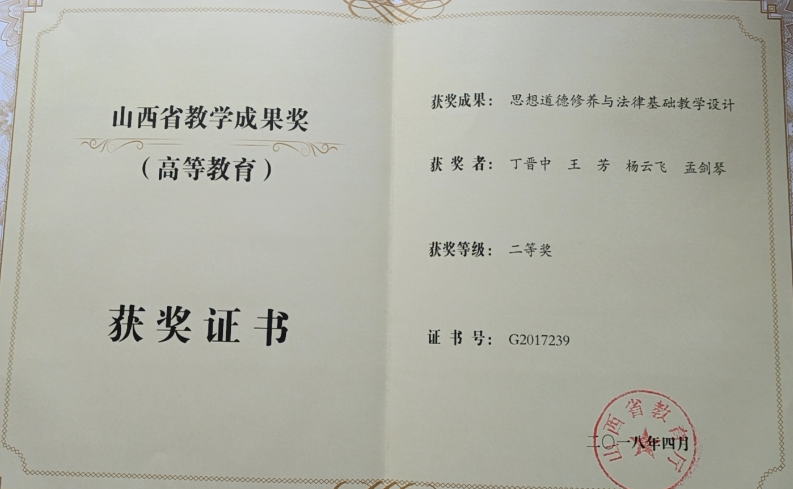 山西省教学成果奖
（高等教育）
获奖证书
获奖成果： 思想道德修养与法律基础教学设计
获 奖 者： 丁晋中 王 芳 杨云飞 孟剑琴
获奖等级： 二等奖
证 书 号： G2017239
二〇一八年四月
山西省教育厅